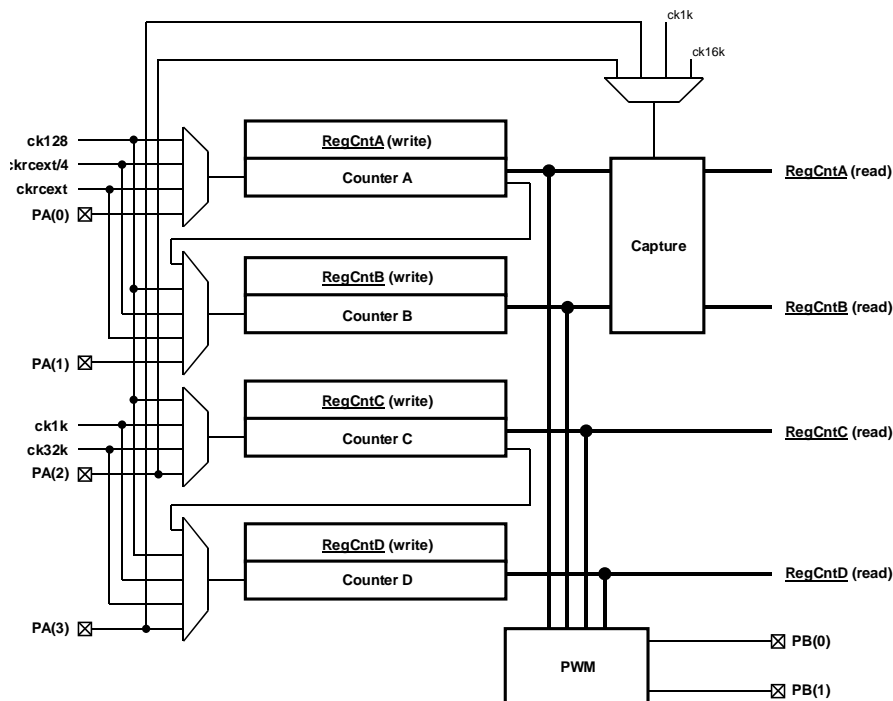 ck1k
ck16k
ck128
ckrcext/4
ckrcext
PA(0)
RegCntA (write)
Counter A
RegCntA (read)
Capture
RegCntB (write)
Counter B
RegCntB (read)
PA(1)
RegCntC (write)
Counter C
RegCntC (read)
ck1k
ck32k
PA(2)
RegCntD (write)
Counter D
RegCntD (read)
PA(3)
PWM
PB(0)
PB(1)